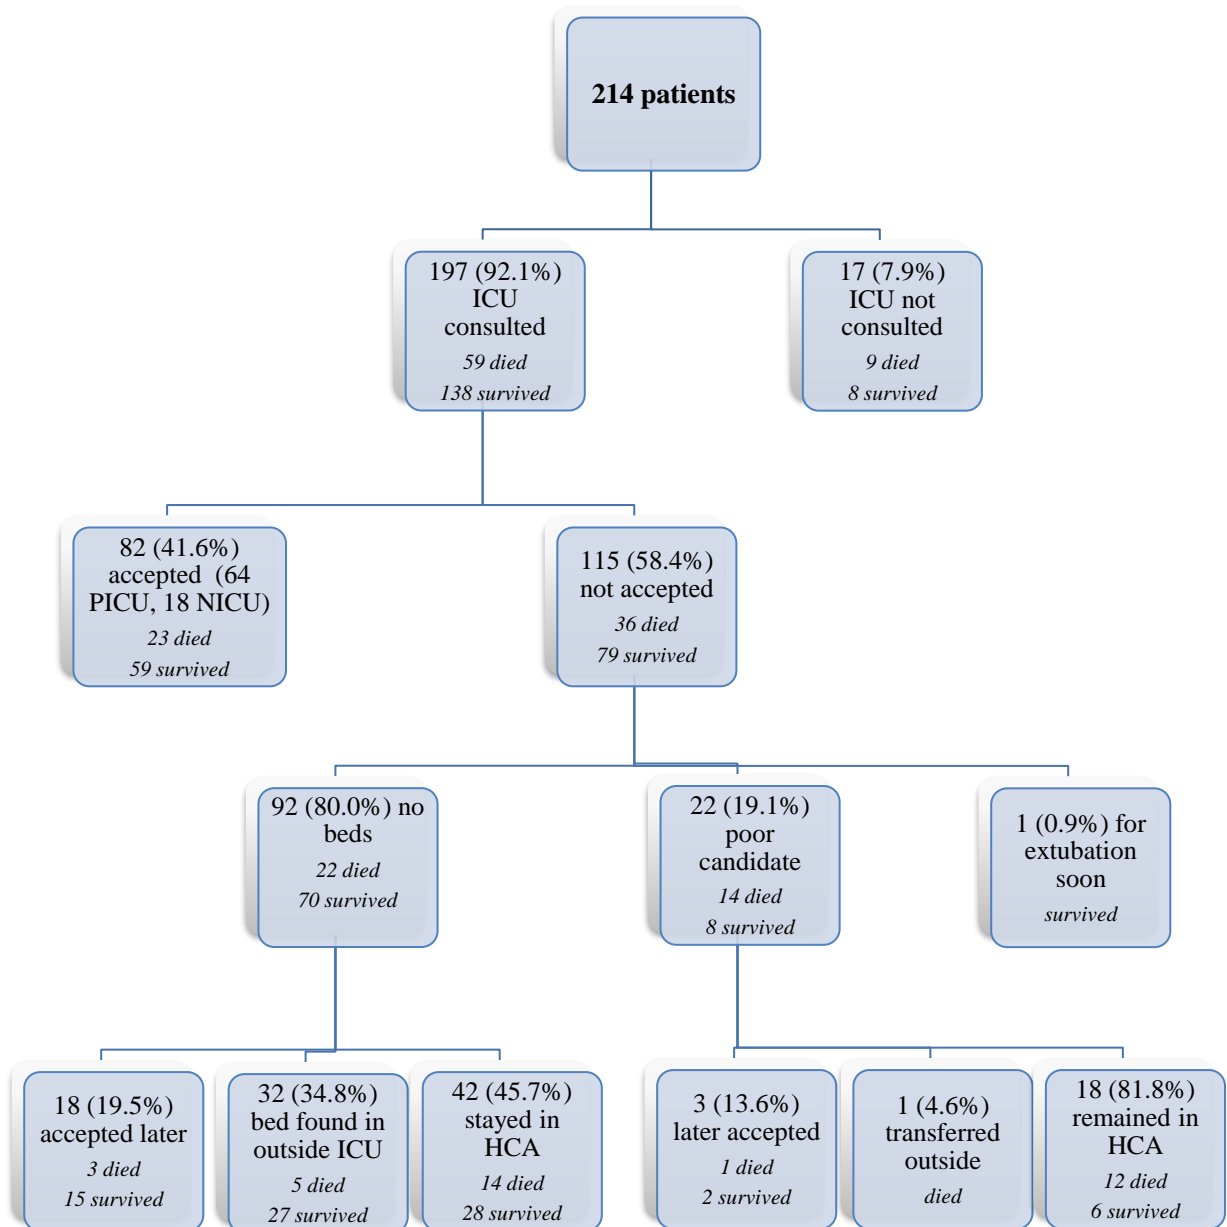 214 patients
197 (92.1%)
ICU
consulted
59 died
138 survived
17 (7.9%)
ICU not
consulted
9 died
8 survived
82 (41.6%)
accepted (64
PICU, 18 NICU)
23 died
59 survived
115 (58.4%)
not accepted
36 died
79 survived
92 (80.0%) no
beds
22 died
70 survived
22 (19.1%)
poor
candidate
14 died
8 survived
1 (0.9%) for
extubation
soon
survived
18 (19.5%)
accepted later
3 died
15 survived
32 (34.8%)
bed found in
outside ICU
5 died
27 survived
42 (45.7%)
stayed in
HCA
14 died
28 survived
3 (13.6%)
later accepted
1 died
2 survived
1 (4.6%)
transferred
outside
died
18 (81.8%)
remained in
HCA
12 died
6 survived